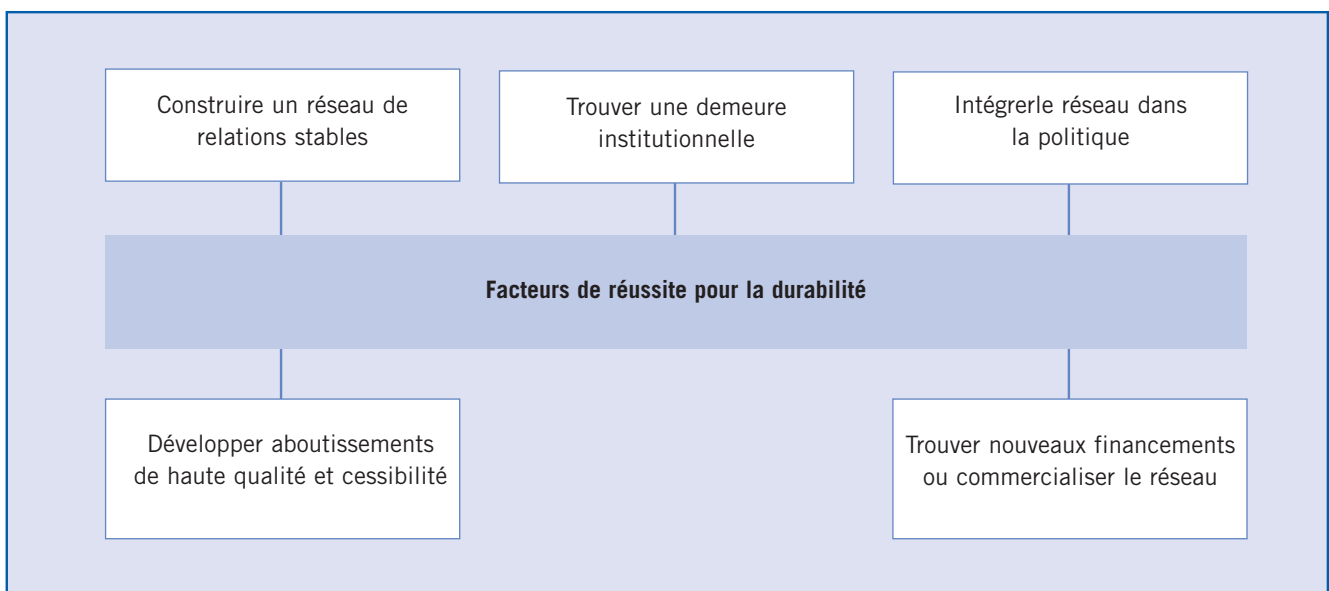 Construire un réseau de
relations stables
Trouver une demeure
institutionnelle
Intégrerle réseau dans
la politique
Facteurs de réussite pour la durabilité
Développer aboutissements
de haute qualité et cessibilité
Trouver nouveaux financements
ou commercialiser le réseau